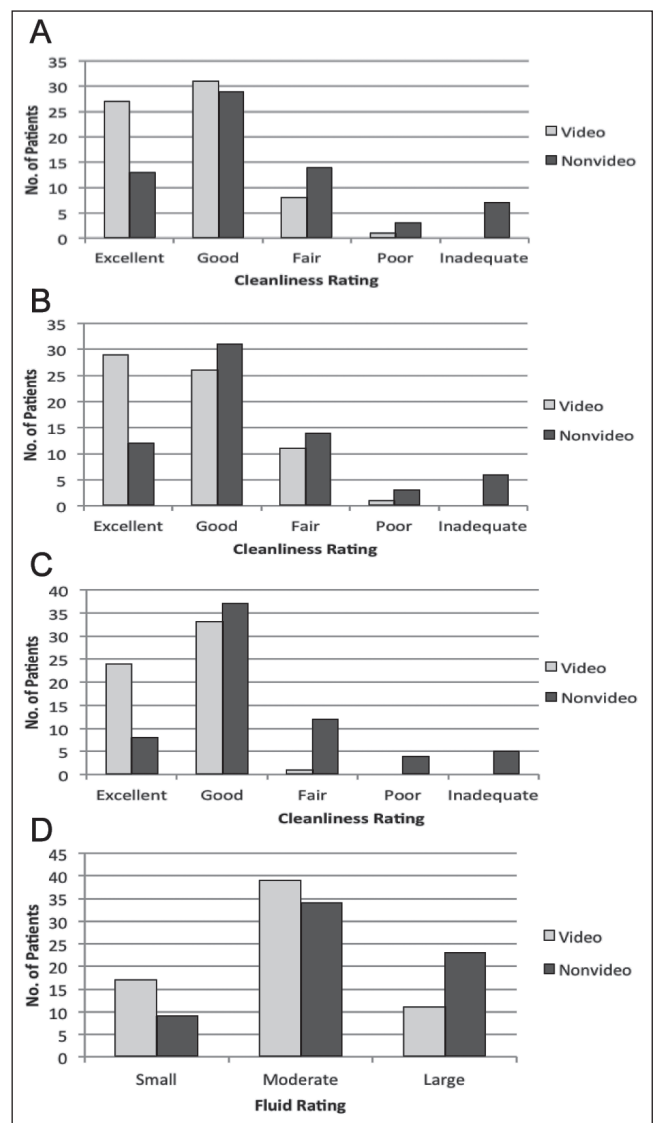 A
35
30
25
20
15
10
5
0
No. of Patients
Excellent Good Fair Poor Inadequate
Cleanliness Rating
Video
Nonvideo
B
35
30
25
20
15
10
5
0
No. of Patients
Excellent Good Fair Poor Inadequate
Cleanliness Rating
Video
Nonvideo
C
40
35
30
25
20
15
10
5
0
No. of Patients
Excellent Good Fair Poor Inadequate
Cleanliness Rating
Video
Nonvideo
D
45
40
35
30
25
20
15
10
5
0
No. of Patients
Small Moderate Large
Fluid Rating
Video
Nonvideo